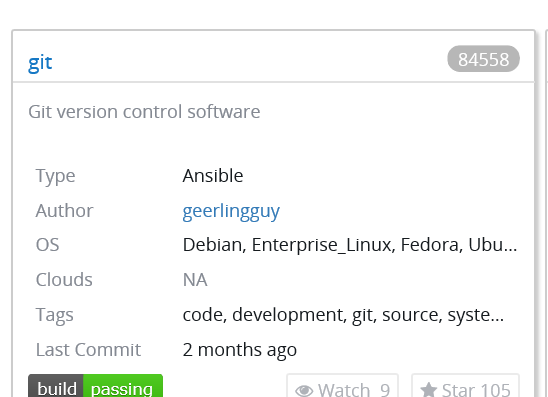 git 84558
Git version control software
Type Ansible
Author geerlingguy
OS Debian, Enterprise_Linux, Fedora, Ubu...
Clouds NA
Tags code, development, git, source, syste...
Last Commit 2 months ago
build passing Watch 9 Star 105